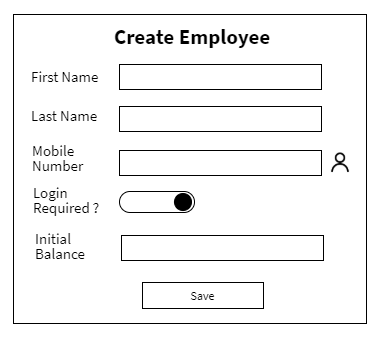 Create Employee
First Name
Last Name
Mobile
Number
Login
Required ?
Initial
Balance
Save